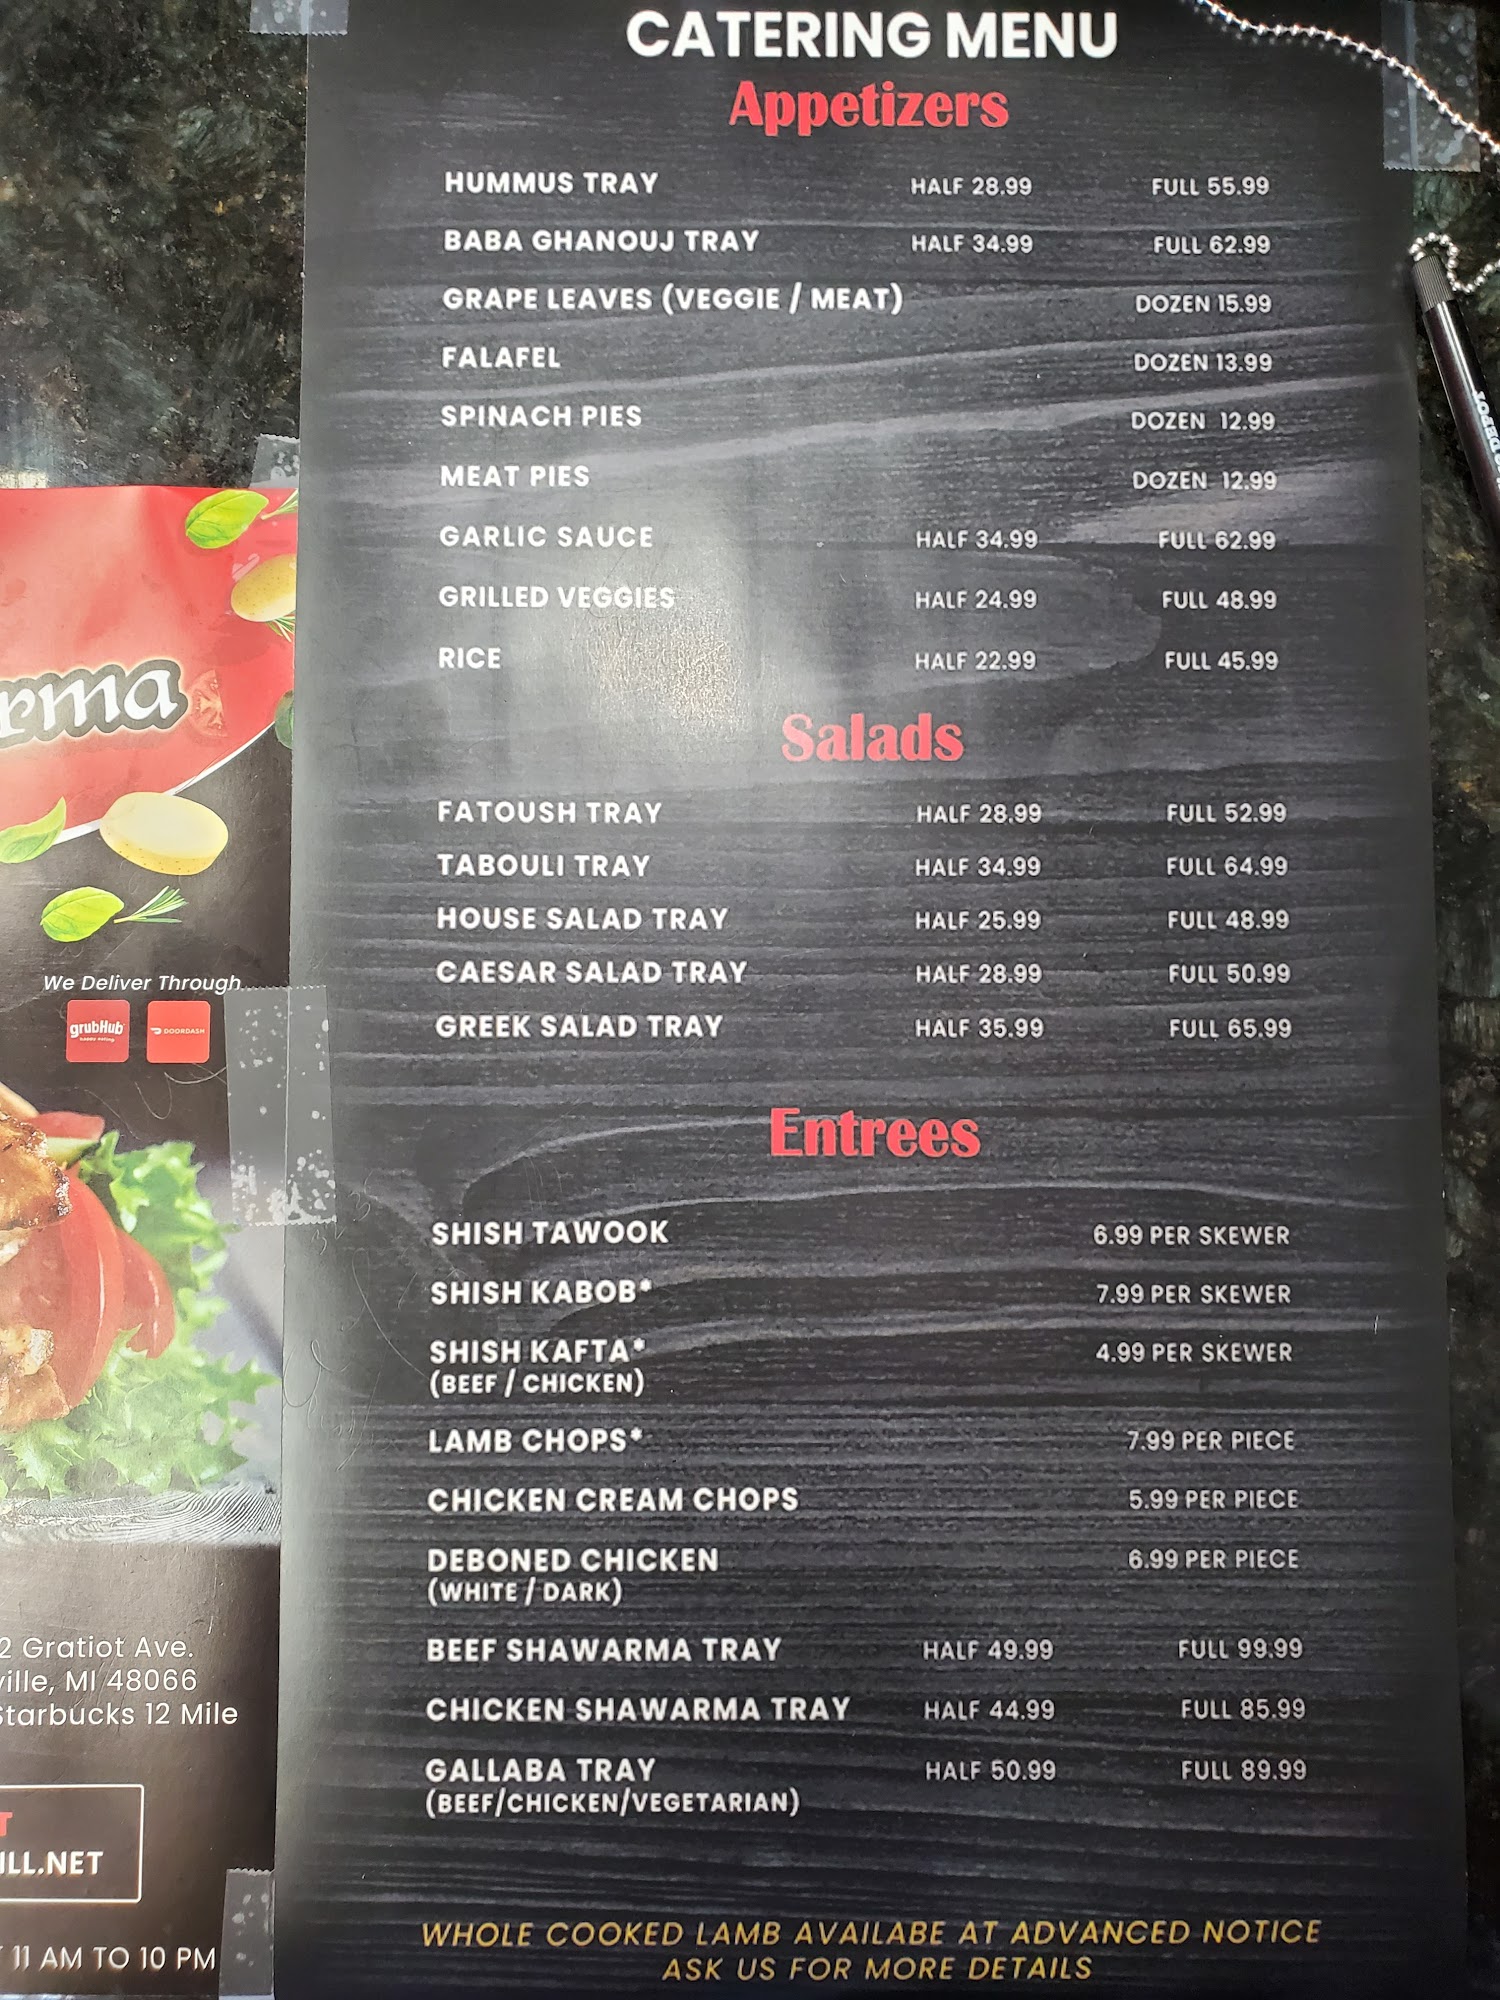 CATERING MENU
Appetizers
HUMMUS TRAY HALF 28.99 FULL 55.99
BABA GHANOUJ TRAY HALF 34.99 FULL 62.99
GRAPE LEAVES (VEGGIE / MEAT) DOZEN 15.99
FALAFEL DOZEN 13.99
SPINACH PIES DOZEN 12.99
MEAT PIES DOZEN 12.99
GARLIC SAUCE HALF 34.99 FULL 62.99
GRILLED VEGGIES HALF 24.99 FULL 48.99
RICE HALF 22.99 FULL 45.99
Salads
FATOUSH TRAY HALF 28.99 FULL 52.99
TABOULI TRAY HALF 34.99 FULL 64.99
HOUSE SALAD TRAY HALF 25.99 FULL 48.99
CAESAR SALAD TRAY HALF 28.99 FULL 50.99
GREEK SALAD TRAY HALF 35.99 FULL 65.99
Entrees
SHISH TAWOOK 6.99 PER SKEWER
SHISH KABOB* 7.99 PER SKEWER
SHISH KAFTA* 4.99 PER SKEWER
(BEEF / CHICKEN)
LAMB CHOPS* 7.99 PER PIECE
CHICKEN CREAM CHOPS 5.99 PER PIECE
DEBONED CHICKEN 6.99 PER PIECE
(WHITE / DARK)
BEEF SHAWARMA TRAY HALF 49.99 FULL 99.99
CHICKEN SHAWARMA TRAY HALF 44.99 FULL 85.99
GALLABA TRAY HALF 50.99 FULL 89.99
(BEEF/CHICKEN/VEGETARIAN)
WHOLE COOKED LAMB AVAILABE AT ADVANCED NOTICE
ASK US FOR MORE DETAILS
rma
We Deliver Through
grubHub
happy eating
DOORDASH
2 Gratiot Ave.
ville, MI 48066
Starbucks 12 Mile
T
ILL.NET
11 AM TO 10 PM